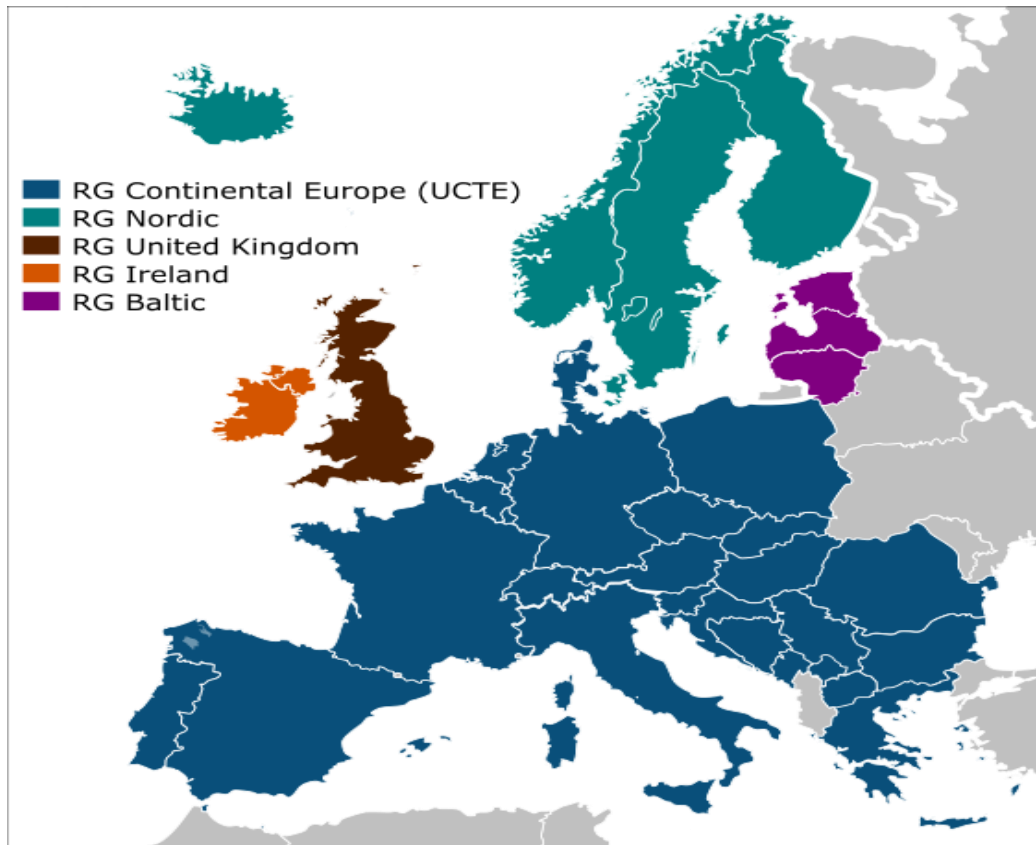 RG Continental Europe (UCTE)
RG Nordic
RG United Kingdom
RG Ireland
RG Baltic